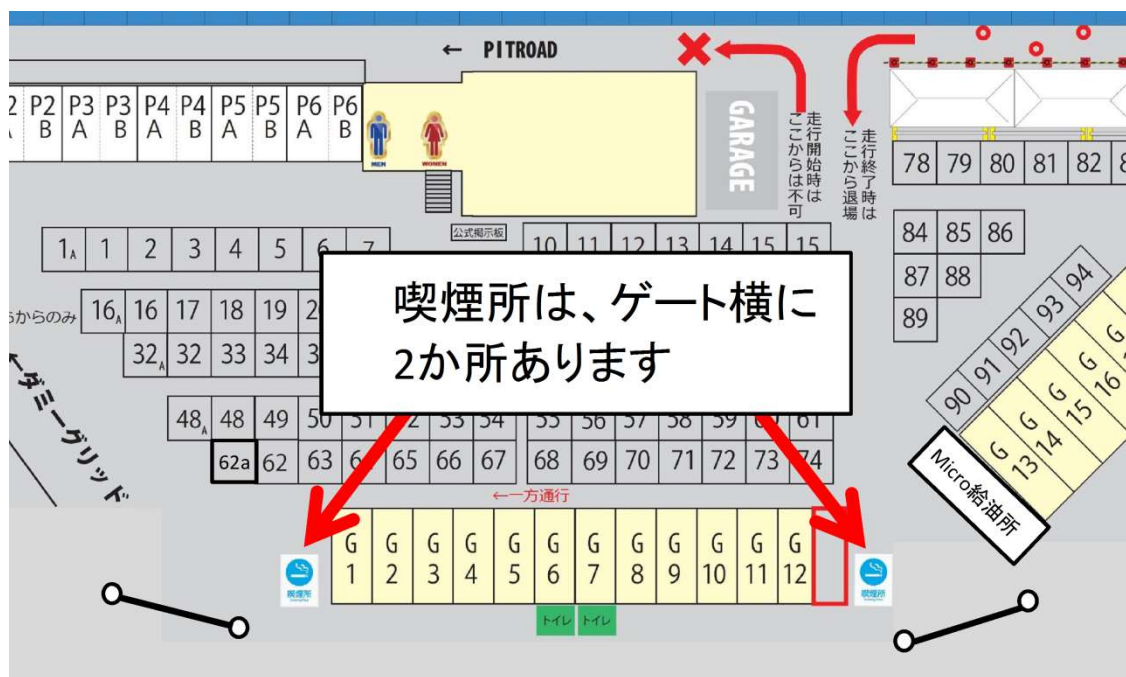 ← PITROAD
2 P2 P3 P3 P4 P4 P5 P5 P6 P6
B A B A B A B A B
MEN
WOMEN
GARAGE
走行開始時は
ここからは不可
走行終了時は
ここから退場
78 79 80 81 82 8
公式掲示板
1A 1 2 3 4 5 6 7
10 11 12 13 14 15 15
84 85 86
87 88
89
喫煙所は、ゲート横に
2か所あります
からのみ
16A 16 17 18 19 2
32A 32 33 34 3
←ダミーグリッド
48A 48 49 50 51 2 53 54 55 56 57 58 59 61
62a 62 63 65 66 67 68 69 70 71 72 73 74
90 91 92 93 94
G 13 G 14 G 15 G 16 G
Micro給油所
←一方通行
G G G G G G G G G G G G
1 2 3 4 5 6 7 8 9 10 11 12
喫煙所
喫煙所
トイレ トイレ